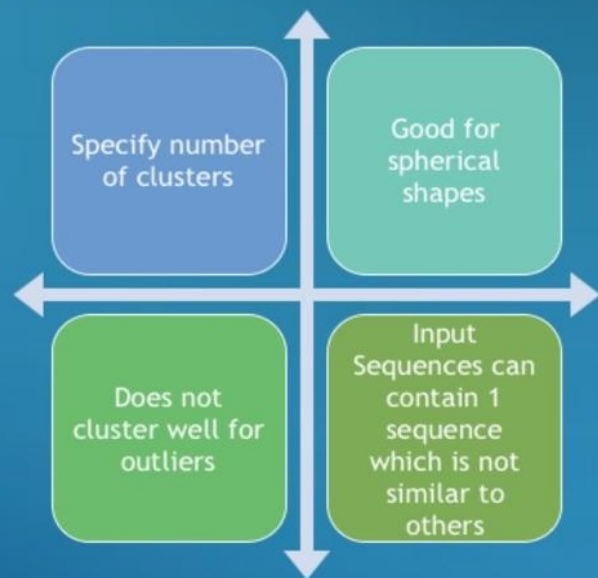 Specify number
of clusters
Good for
spherical
shapes
Does not
cluster well for
outliers
Input
Sequences can
contain 1
sequence
which is not
similar to
others